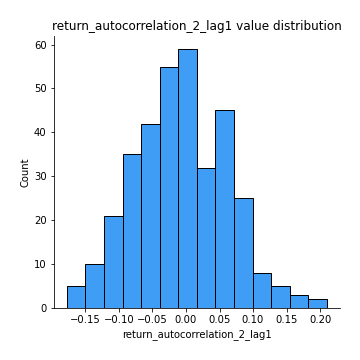 return_autocorrelation_2_lag1 value distribution
60
50
40
30
20
10
0
Count
−0.15 −0.10 −0.05 0.00 0.05 0.10 0.15 0.20
return_autocorrelation_2_lag1